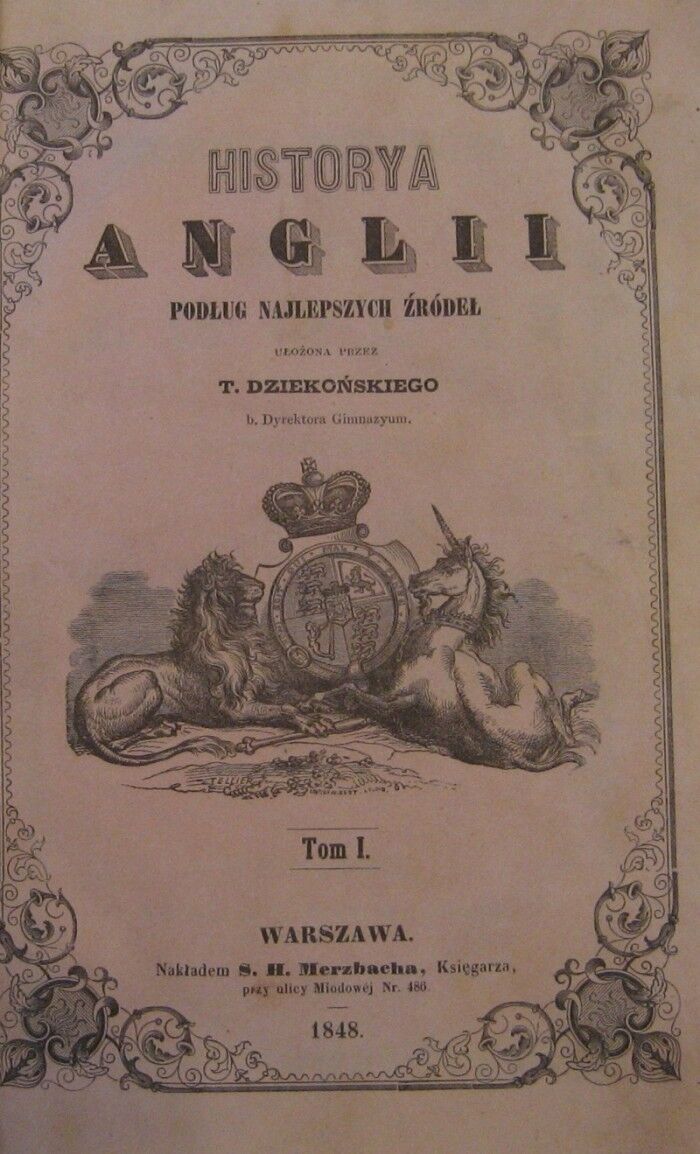 HISTORYA
ANGLII
PODŁUG NAJLEPSZYCH ŹRÓDEŁ
UŁOŻONA PRZEZ
T. DZIEKOŃSKIEGO
b. Dyrektora Gimnazyum.
TELLIER
Tom I.
WARSZAWA.
Nakładem S. H. Merzbacha, Księgarza,
przy ulicy Miodowéj Nr. 486
1848.